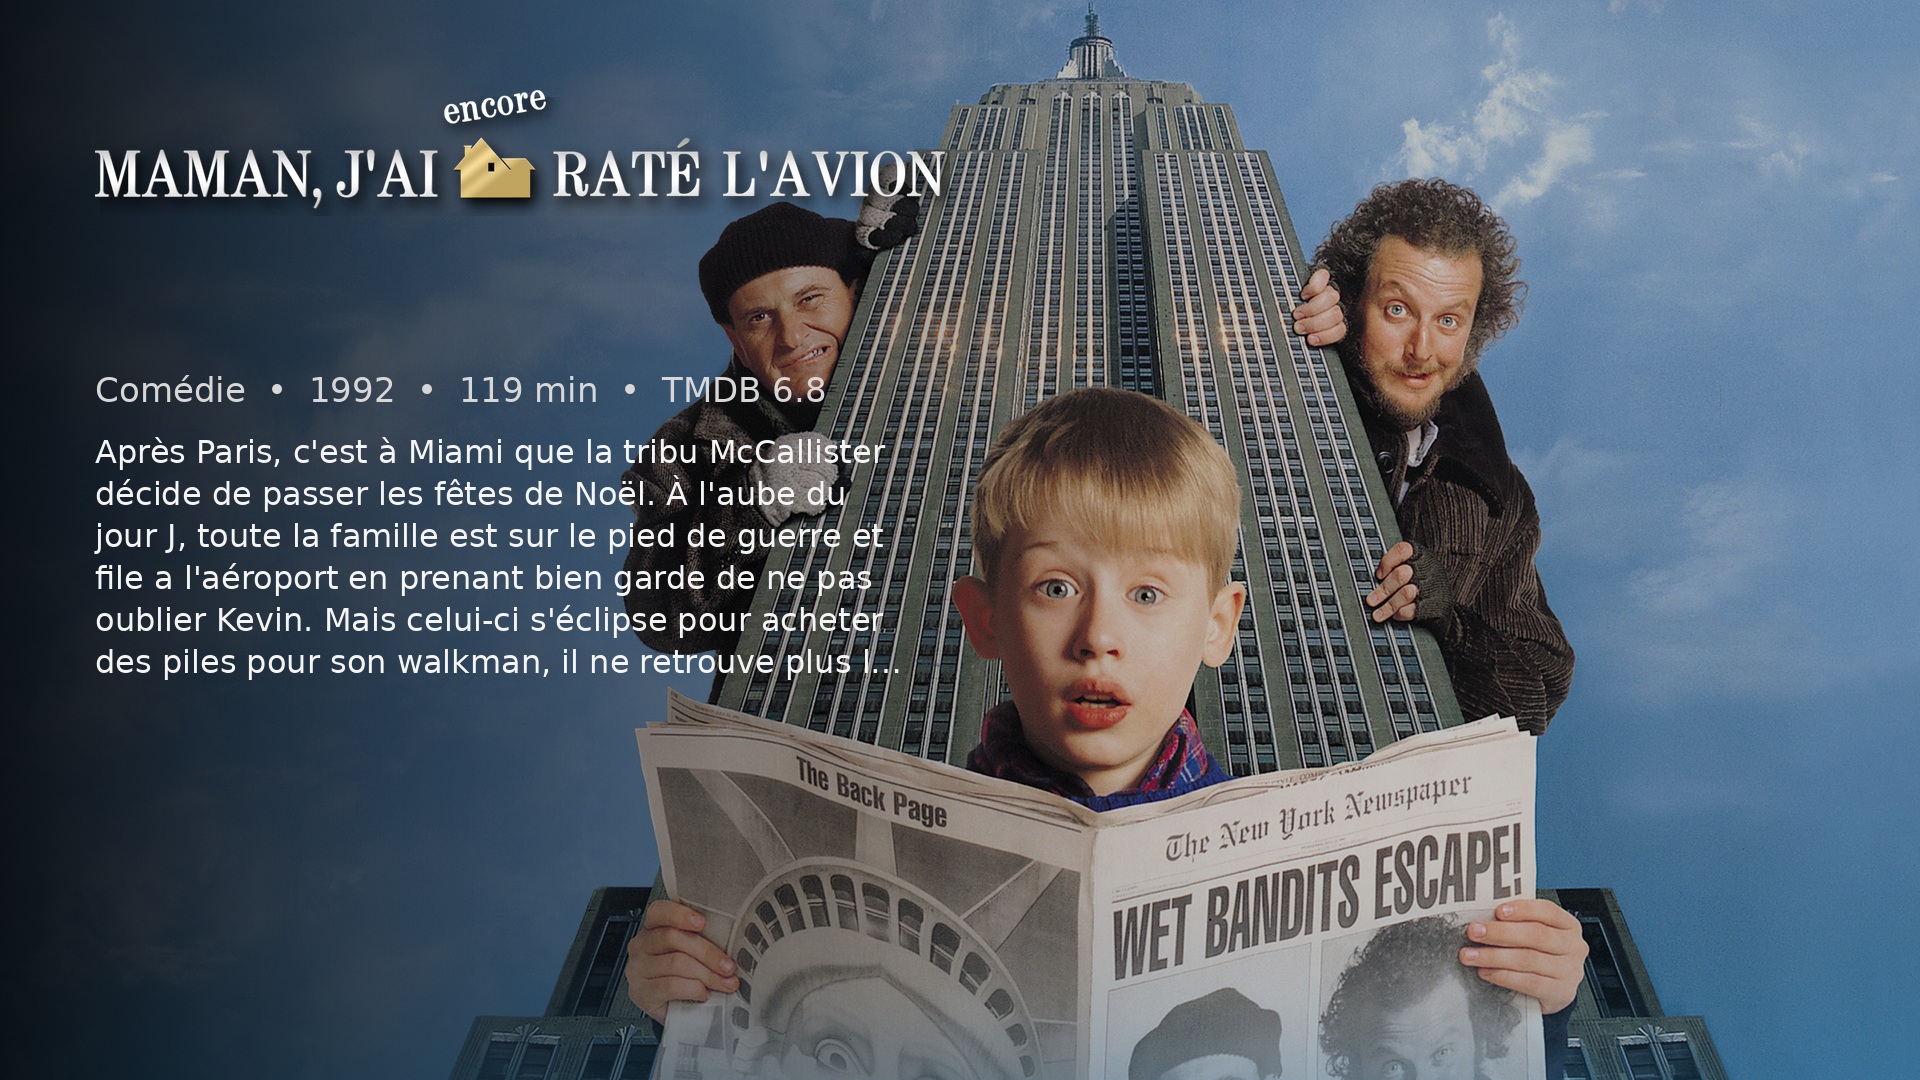 encore
MAMAN, J'AI RATÉ L'AVION
Comédie • 1992 • 119 min • TMDB 6.8
Après Paris, c'est à Miami que la tribu McCallister
décide de passer les fêtes de Noël. À l'aube du
jour J, toute la famille est sur le pied de guerre et
file a l'aéroport en prenant bien garde de ne pas
oublier Kevin. Mais celui-ci s'éclipse pour acheter
des piles pour son walkman, il ne retrouve plus l...
The Back Page
The New York Newspaper
WET BANDITS ESCAPE!